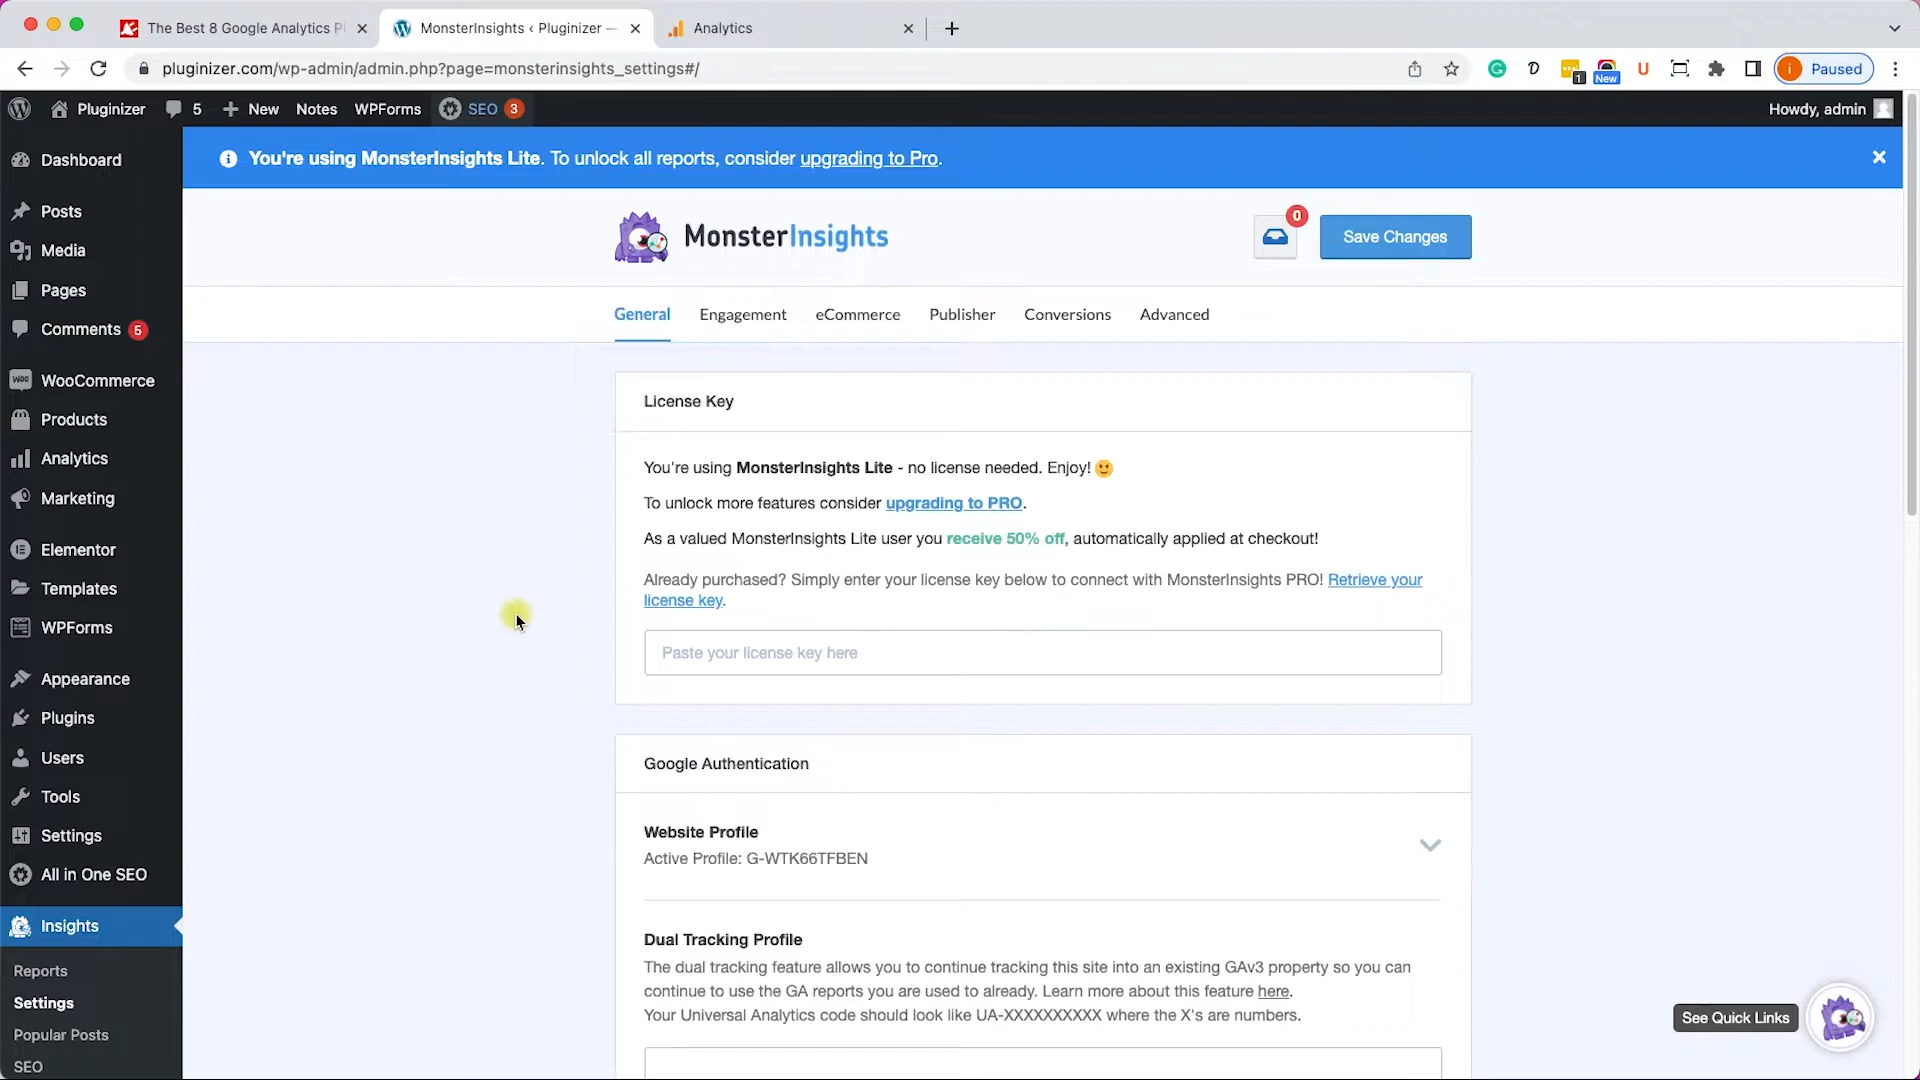 The Best 8 Google Analytics P
MonsterInsights ‹ Pluginizer —
Analytics
pluginizer.com/wp-admin/admin.php?page=monsterinsights_settings#/
1
New
Paused
Pluginizer
5
New
Notes
WPForms
SEO 3
Howdy, admin
Dashboard
Posts
Media
Pages
Comments 5
WooCommerce
Products
Analytics
Marketing
Elementor
Templates
WPForms
Appearance
Plugins
Users
Tools
Settings
All in One SEO
Insights
Reports
Settings
Popular Posts
SEO
You're using MonsterInsights Lite. To unlock all reports, consider upgrading to Pro.
MonsterInsights
0
Save Changes
General
Engagement
eCommerce
Publisher
Conversions
Advanced
License Key
You're using MonsterInsights Lite - no license needed. Enjoy! 🙂
To unlock more features consider upgrading to PRO.
As a valued MonsterInsights Lite user you receive 50% off, automatically applied at checkout!
Already purchased? Simply enter your license key below to connect with MonsterInsights PRO! Retrieve your
license key.
Paste your license key here
Google Authentication
Website Profile
Active Profile: G-WTK66TFBEN
Dual Tracking Profile
The dual tracking feature allows you to continue tracking this site into an existing GAv3 property so you can
continue to use the GA reports you are used to already. Learn more about this feature here.
Your Universal Analytics code should look like UA-XXXXXXXXXX where the X's are numbers.
See Quick Links